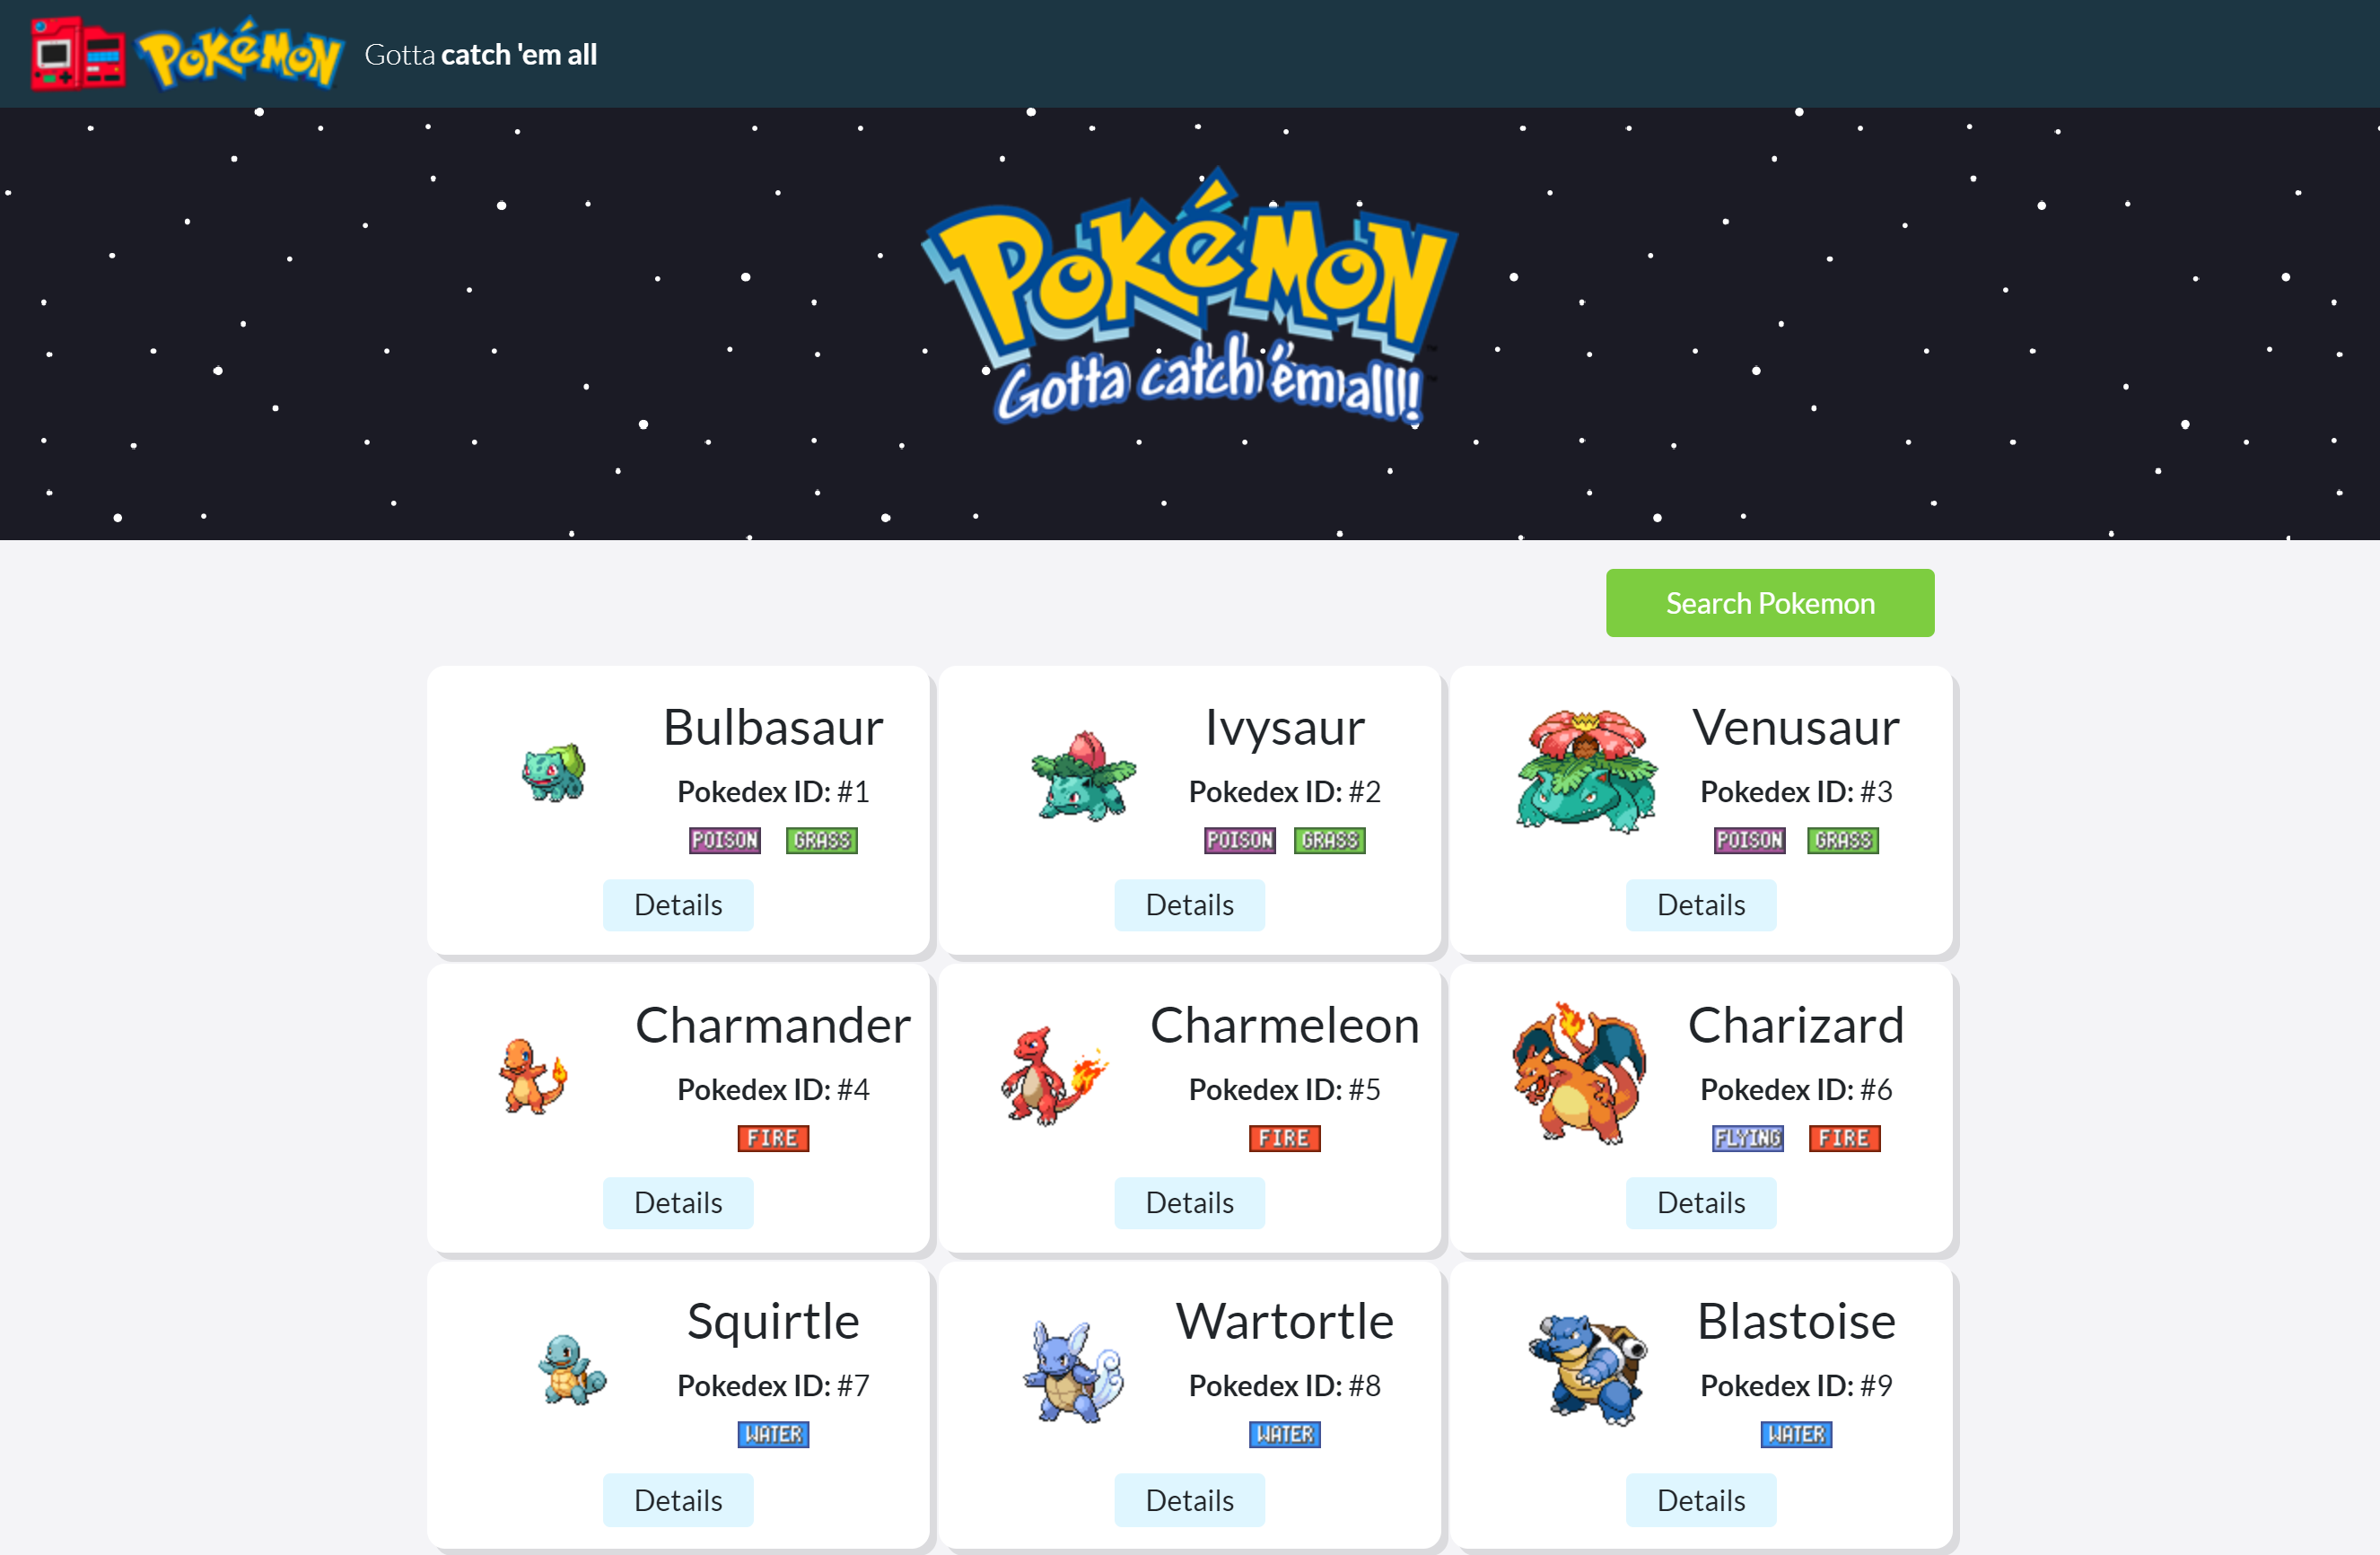 POKéMON Gotta catch 'em all
POKéMON
Gotta catch 'ém all!
Search Pokemon
Bulbasaur
Pokedex ID: #1
POISON GRASS
Details
Ivysaur
Pokedex ID: #2
POISON GRASS
Details
Venusaur
Pokedex ID: #3
POISON GRASS
Details
Charmander
Pokedex ID: #4
FIRE
Details
Charmeleon
Pokedex ID: #5
FIRE
Details
Charizard
Pokedex ID: #6
FLYING FIRE
Details
Squirtle
Pokedex ID: #7
WATER
Details
Wartortle
Pokedex ID: #8
WATER
Details
Blastoise
Pokedex ID: #9
WATER
Details